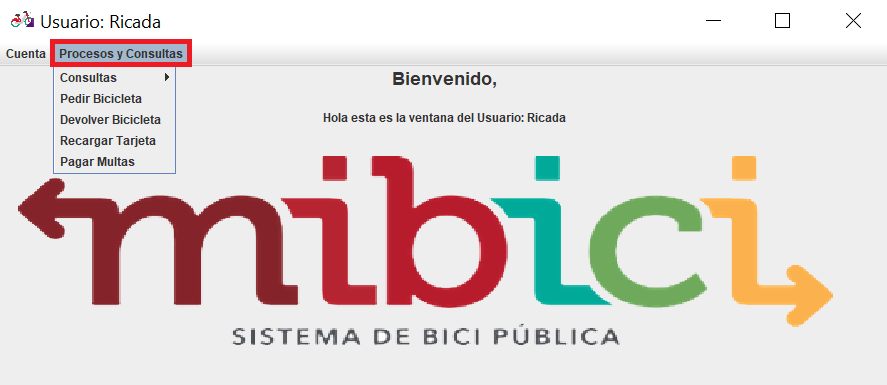 Usuario: Ricada
Cuenta Procesos y Consultas
Consultas
Pedir Bicicleta
Devolver Bicicleta
Recargar Tarjeta
Pagar Multas
Bienvenido,
Hola esta es la ventana del Usuario: Ricada
mibici
SISTEMA DE BICI PÚBLICA